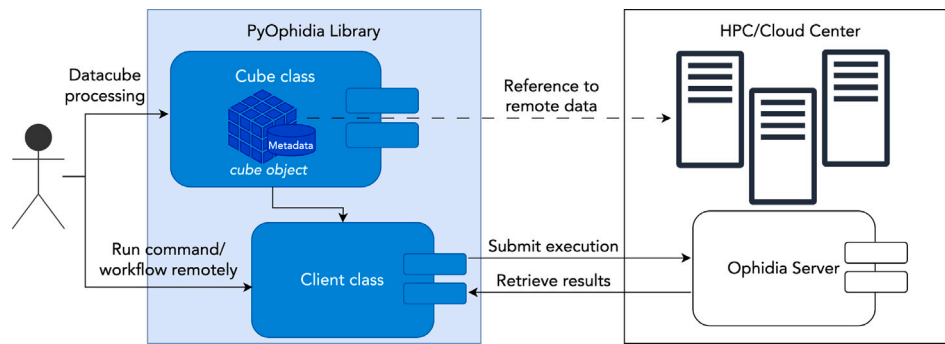 PyOphidia Library
HPC/Cloud Center
Datacube
processing
Cube class
Metadata
cube object
Reference to
remote data
Run command/
workflow remotely
Client class
Submit execution
Retrieve results
Ophidia Server